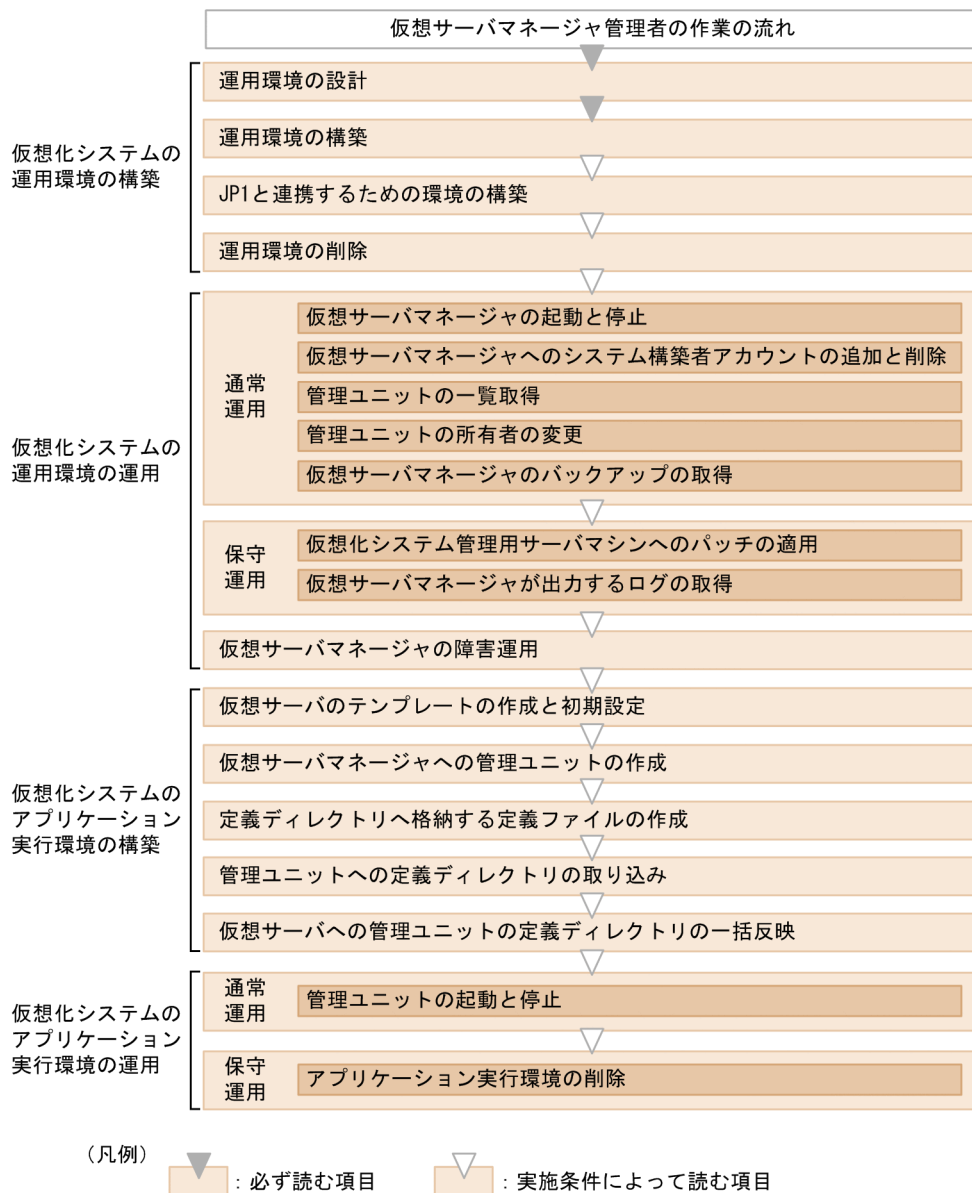 仮想サーバマネージャ管理者の作業の流れ
仮想化システムの
運用環境の構築
運用環境の設計
運用環境の構築
JP1と連携するための環境の構築
運用環境の削除
仮想化システムの
運用環境の運用
通常
運用
仮想サーバマネージャの起動と停止
仮想サーバマネージャへのシステム構築者アカウントの追加と削除
管理ユニットの一覧取得
管理ユニットの所有者の変更
仮想サーバマネージャのバックアップの取得
保守
運用
仮想化システム管理用サーバマシンへのパッチの適用
仮想サーバマネージャが出力するログの取得
仮想サーバマネージャの障害運用
仮想化システムの
アプリケーション
実行環境の構築
仮想サーバのテンプレートの作成と初期設定
仮想サーバマネージャへの管理ユニットの作成
定義ディレクトリへ格納する定義ファイルの作成
管理ユニットへの定義ディレクトリの取り込み
仮想サーバへの管理ユニットの定義ディレクトリの一括反映
仮想化システムの
アプリケーション
実行環境の運用
通常
運用
管理ユニットの起動と停止
保守
運用
アプリケーション実行環境の削除
（凡例）
：必ず読む項目
：実施条件によって読む項目